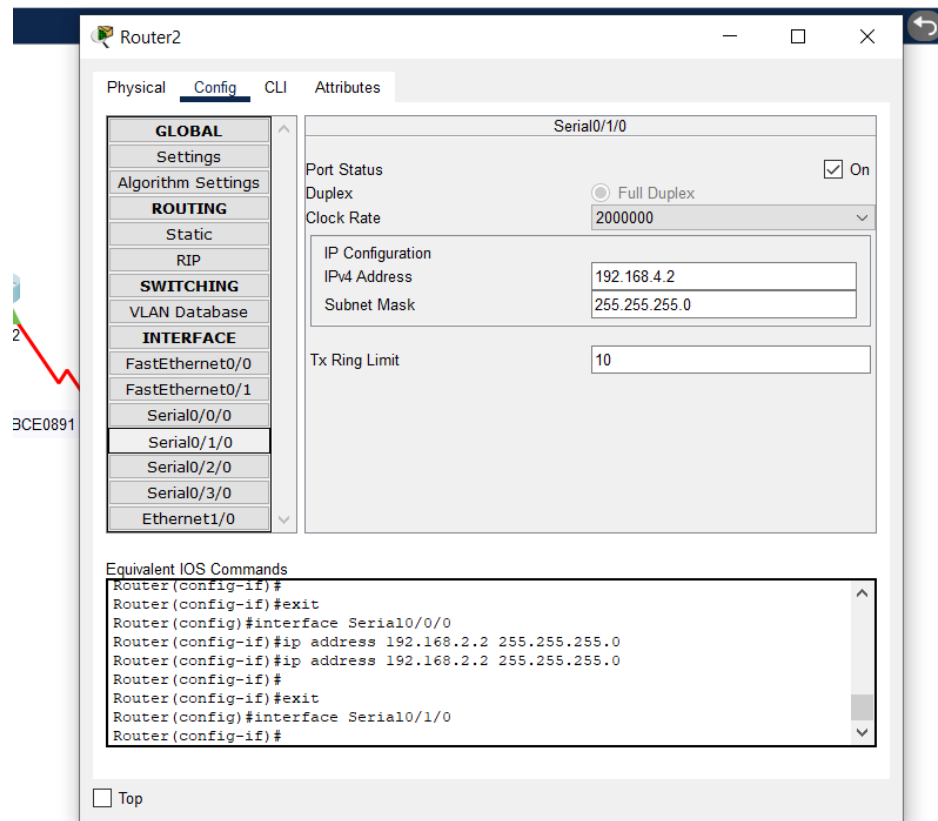 Router2
Physical Config CLI Attributes
GLOBAL
Settings
Algorithm Settings
ROUTING
Static
RIP
SWITCHING
VLAN Database
INTERFACE
FastEthernet0/0
FastEthernet0/1
Serial0/0/0
Serial0/1/0
Serial0/2/0
Serial0/3/0
Ethernet1/0
Serial0/1/0
Port Status On
Duplex Full Duplex
Clock Rate 2000000
IP Configuration
IPv4 Address 192.168.4.2
Subnet Mask 255.255.255.0
Tx Ring Limit 10
2
BCE0891
Equivalent IOS Commands
Router(config-if)#
Router(config-if)#exit
Router(config)#interface Serial0/0/0
Router(config-if)#ip address 192.168.2.2 255.255.255.0
Router(config-if)#ip address 192.168.2.2 255.255.255.0
Router(config-if)#
Router(config-if)#exit
Router(config)#interface Serial0/1/0
Router(config-if)#
Top